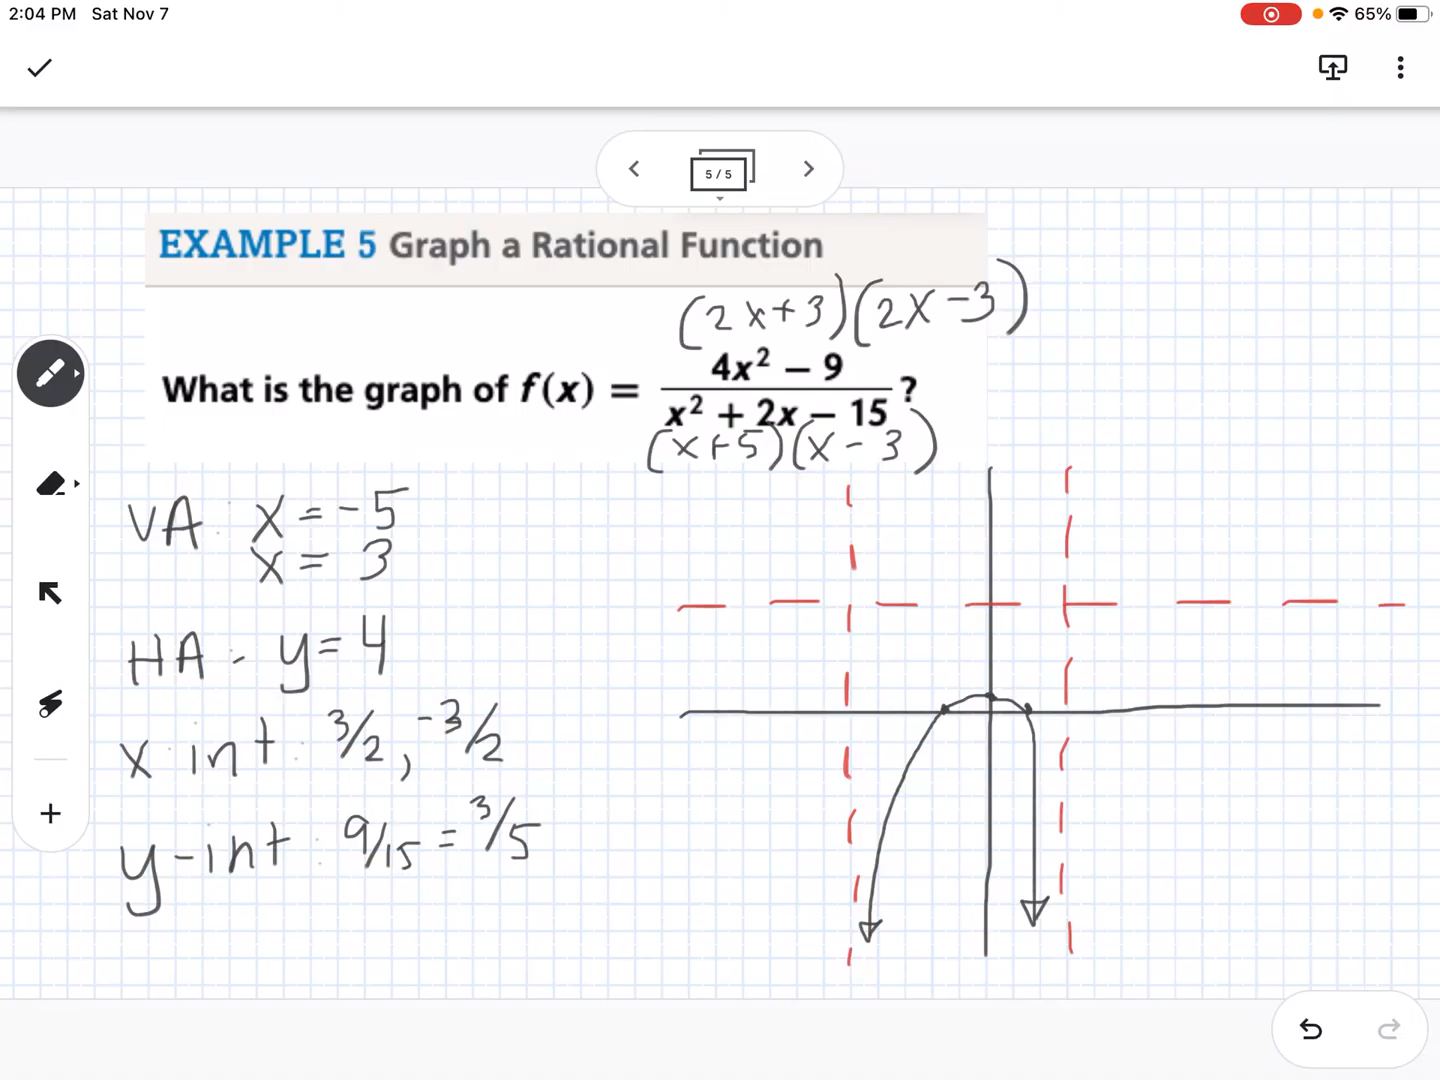 2:04 PM Sat Nov 7
65%
5 / 5
EXAMPLE 5 Graph a Rational Function
(2x+3)(2x-3)
What is the graph of f(x) = (4x² − 9)/(x² + 2x − 15)?
(x+5)(x-3)
VA: x = -5
x = 3
HA - y = 4
x int: 3/2, -3/2
y-int: 9/15 = 3/5